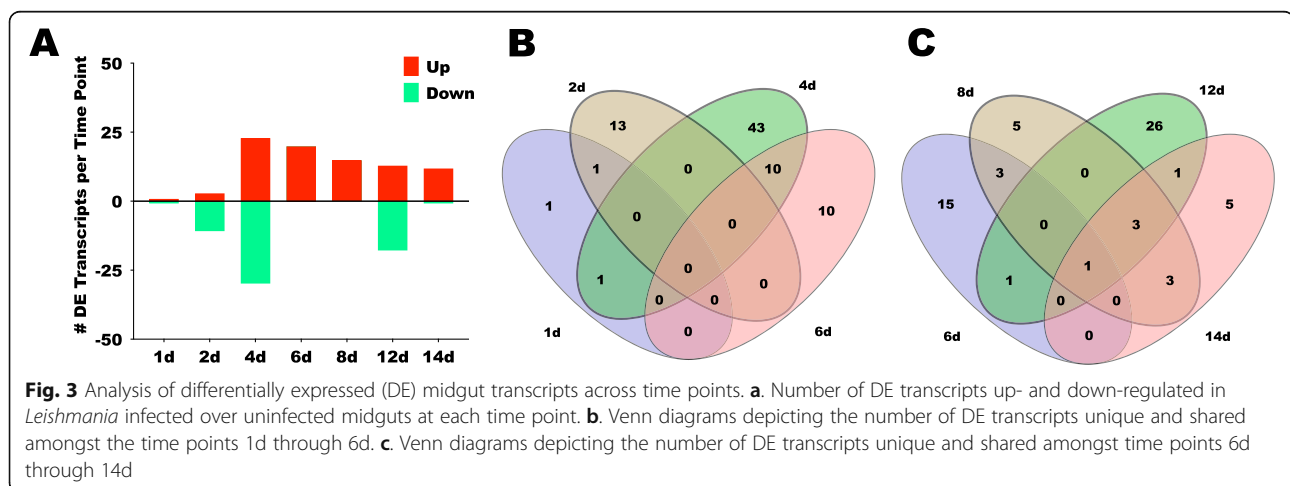 A
B
C
# DE Transcripts per Time Point
50
25
0
-25
-50
Up
Down
1d 2d 4d 6d 8d 12d 14d
2d
4d
13
43
1
0
10
1
10
0
0
0
1
0
0
0
0
1d
6d
8d
12d
5
26
3
0
1
15
5
0
3
1
1
3
0
0
0
6d
14d
Fig. 3 Analysis of differentially expressed (DE) midgut transcripts across time points. a. Number of DE transcripts up- and down-regulated in
Leishmania infected over uninfected midguts at each time point. b. Venn diagrams depicting the number of DE transcripts unique and shared
amongst the time points 1d through 6d. c. Venn diagrams depicting the number of DE transcripts unique and shared amongst time points 6d
through 14d